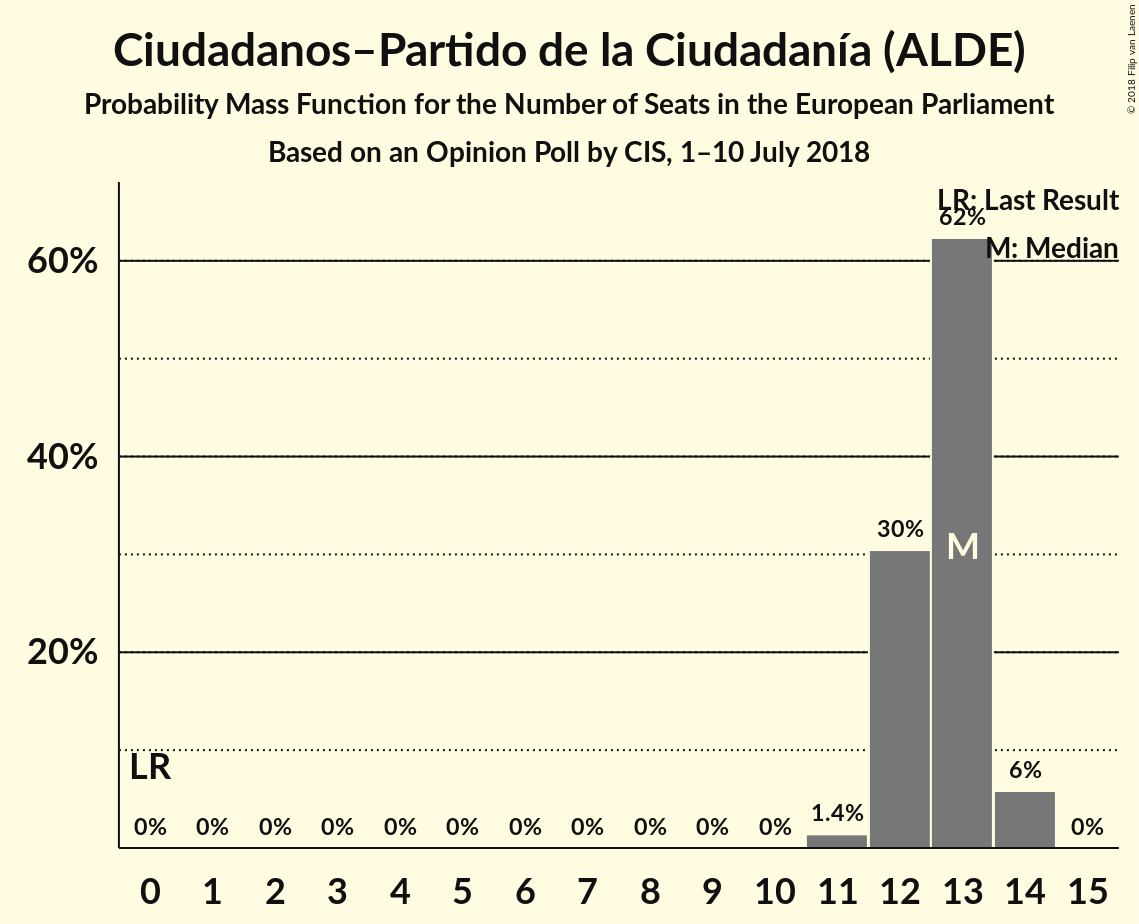 Ciudadanos–Partido de la Ciudadanía (ALDE)
Probability Mass Function for the Number of Seats in the European Parliament
Based on an Opinion Poll by CIS, 1–10 July 2018
© 2018 Filip van Laenen
LR: Last Result
M: Median
62%
60%
40%
30%
M
20%
LR
6%
1.4%
0% 0% 0% 0% 0% 0% 0% 0% 0% 0% 0% 0%
0 1 2 3 4 5 6 7 8 9 10 11 12 13 14 15